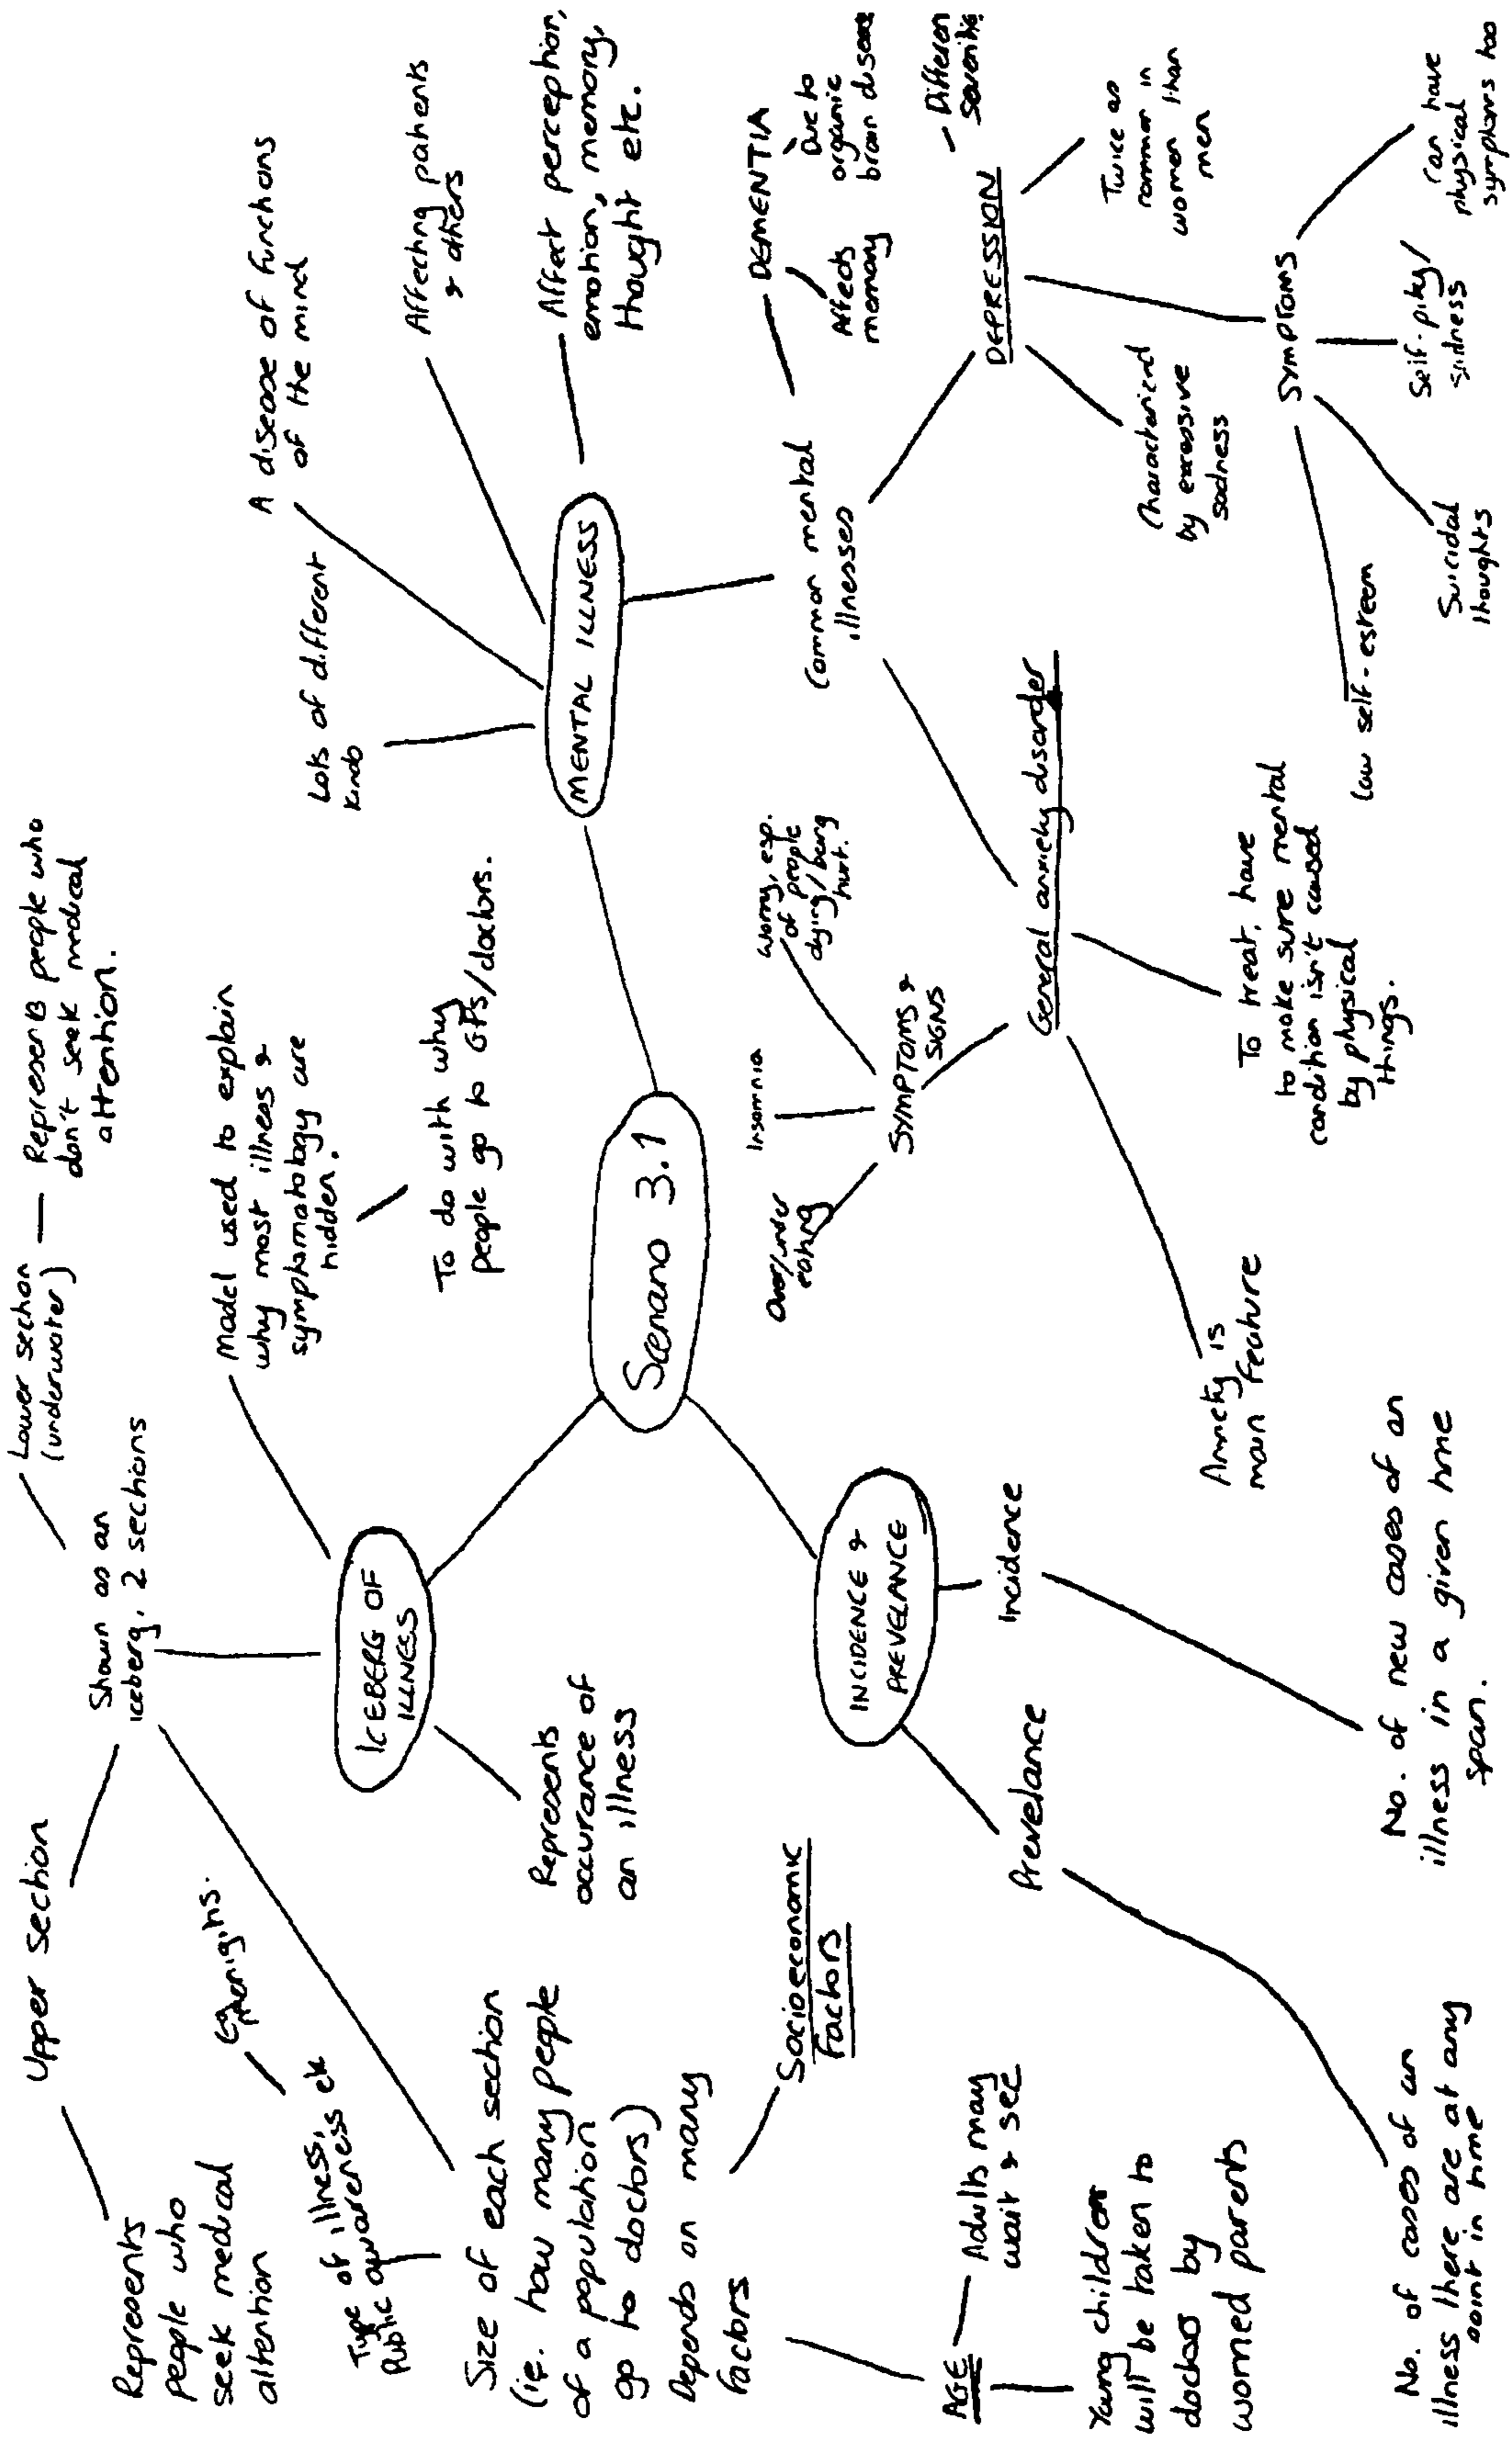 Scenario 3.1
ICEBERG OF
ILLNESS
Model used to explain
why most illness &
symptomatology are
hidden.
To do with why
people go to GPs/doctors.
Represents
occurance of
an illness
Shown as an
iceberg, 2 sections
Lower section
(underwater)
Represents people who
don't seek medical
attention.
Upper section
Represents
people who
seek medical
attention
Size of each section
(ie. how many people
of a population
go to doctors)
Depends on many
factors
Type of illness,
Public awareness etc
eg
Socioeconomic
Factors
AGE
Adults may
wait & see
Young children
will be taken to
doctors by
worried parents
INCIDENCE &
PREVELANCE
Incidence
No. of new cases of an
illness in a given time
span.
Prevelance
No. of cases of an
illness there are at any
point in time
MENTAL ILLNESS
Lots of different
kinds
A disease of functions
of the mind
Affecting patients
& others
Affect perception,
emotion, memory,
thought etc.
Common mental
illnesses
DEMENTIA
Affects
memory
Due to
organic
brain disease
DEPRESSION
Differen
Twice as
common in
women than
men
Characterised
by excessive
sadness
SYMPTOMS
Low self-esteem
Suicidal
thoughts
Self-pity/
sadness
Can have
physical
symptoms too
General anxiety disorder
SYMPTOMS &
SIGNS
Over/under
eating
Insomnia
Worry, esp.
of people
dying/being
hurt.
To treat, have
to make sure mental
condition isn't caused
by physical
things.
Anxiety is
main feature